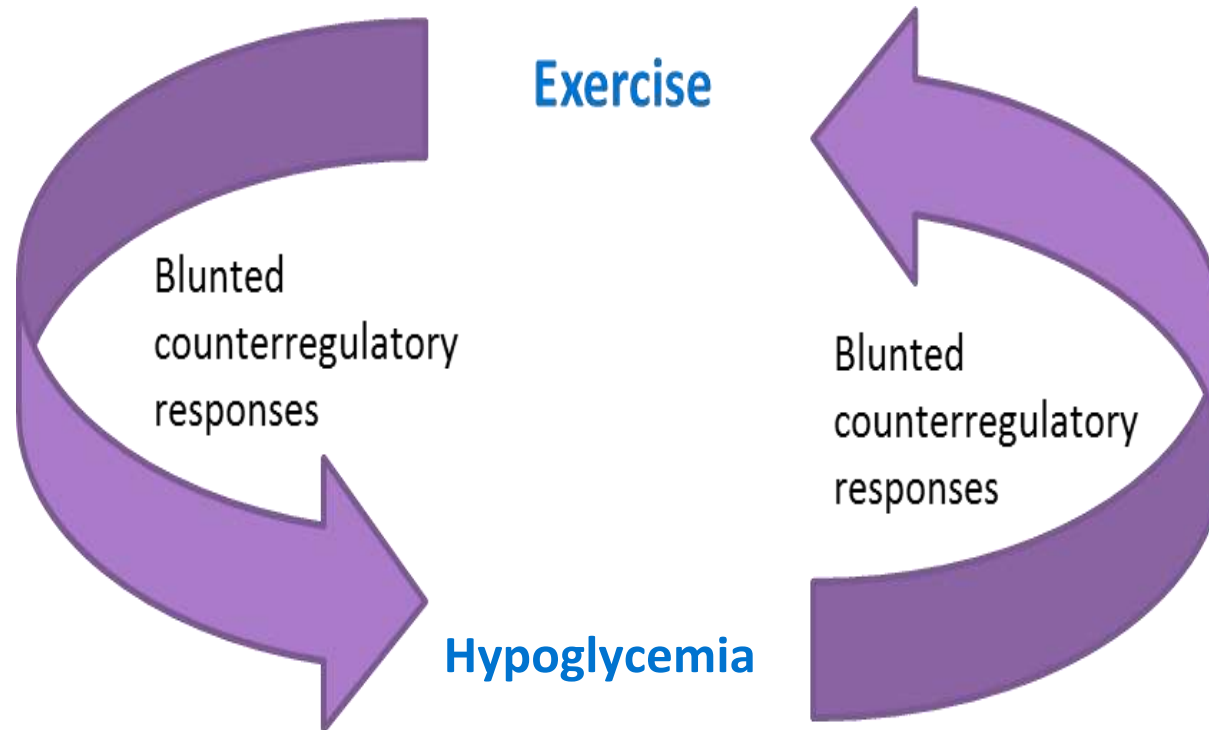 Exercise
Blunted
counterregulatory
responses
Blunted
counterregulatory
responses
Hypoglycemia